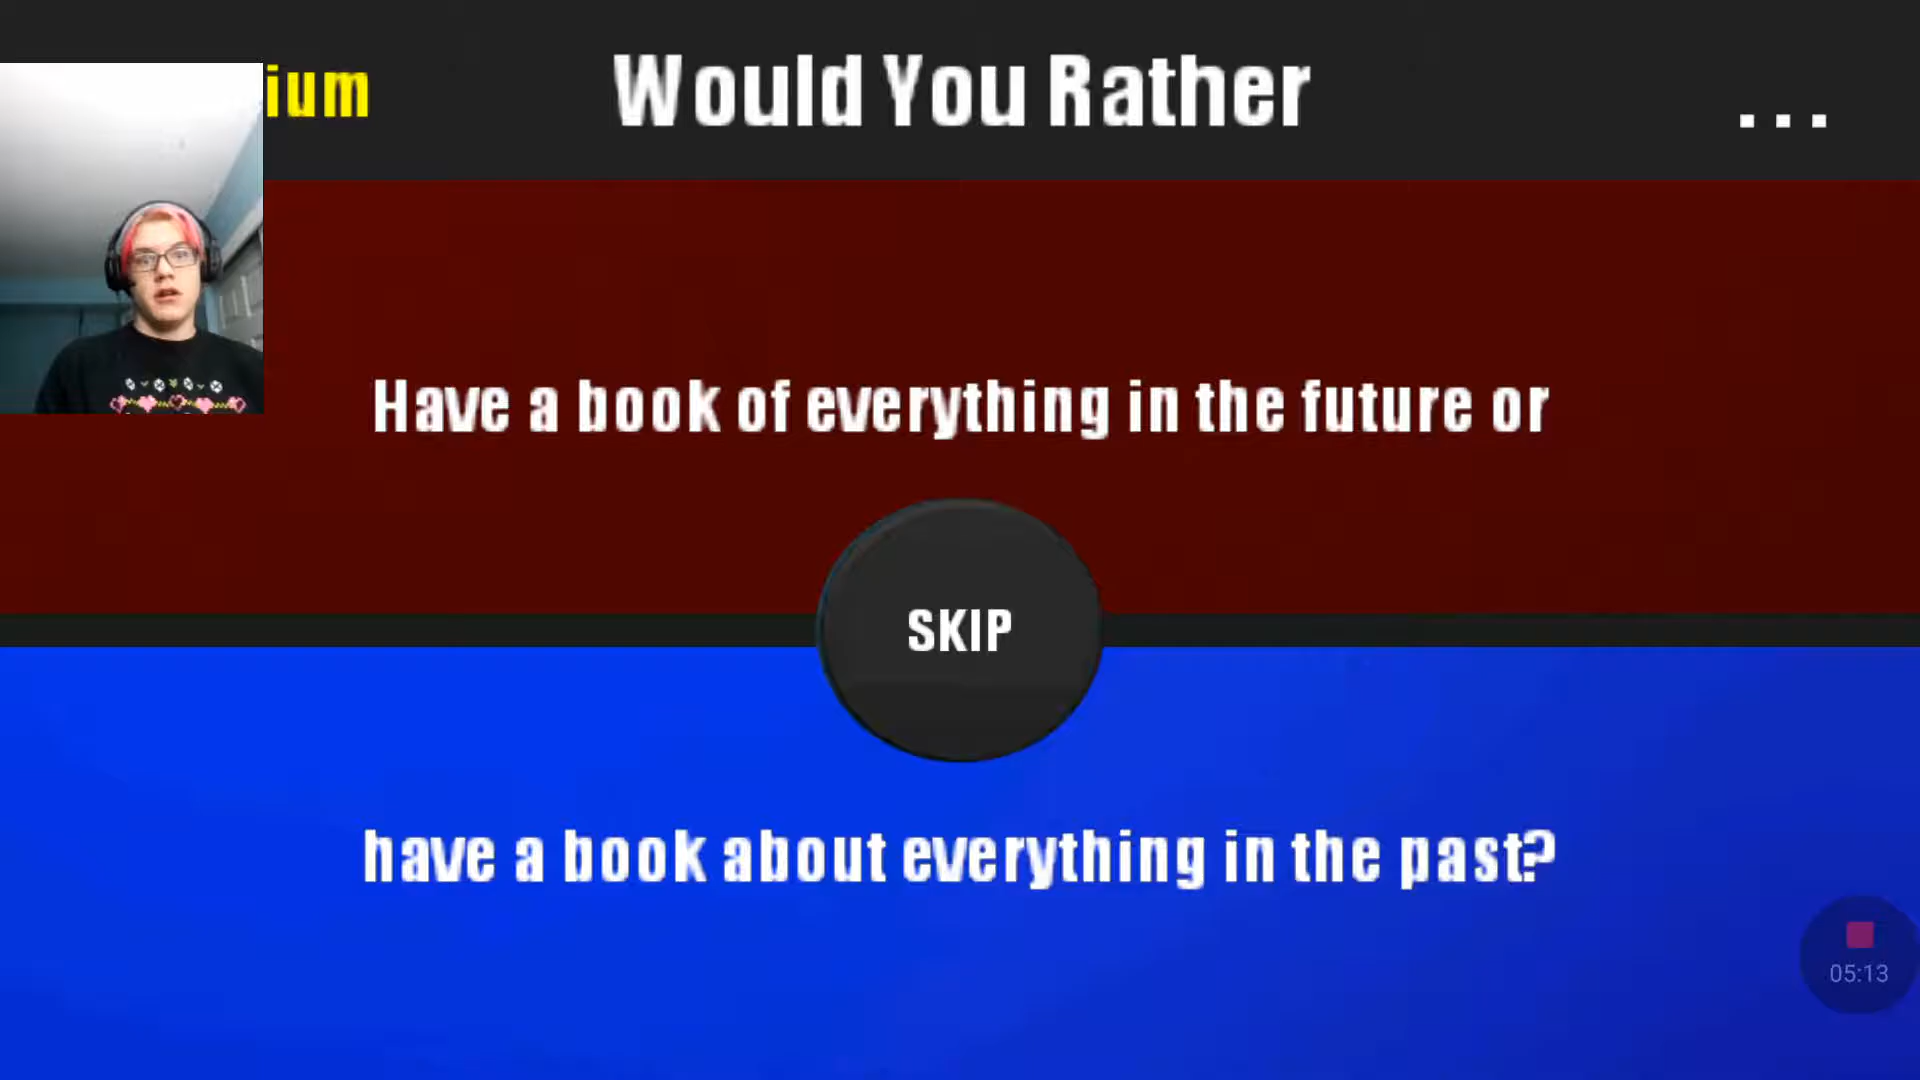 ium
Would You Rather
...
Have a book of everything in the future or
SKIP
have a book about everything in the past?
05:13